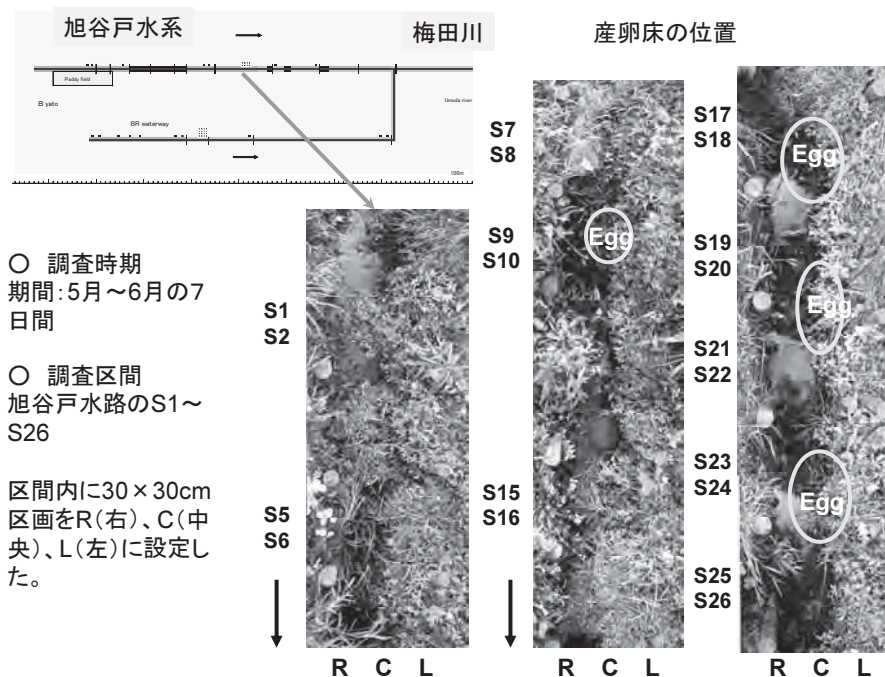 旭谷戸水系
梅田川
産卵床の位置
Paddy field
B yato
Umeda river
BR waterway
100m
○ 調査時期
期間:5月~6月の7
日間
○ 調査区間
旭谷戸水路のS1~
S26
区間内に30×30cm
区画をR(右)、C(中
央)、L(左)に設定し
た。
S1
S2
S5
S6
R C L
S7
S8
S9
S10
Egg
S15
S16
R C L
S17
S18
Egg
S19
S20
Egg
S21
S22
S23
S24
Egg
S25
S26
R C L